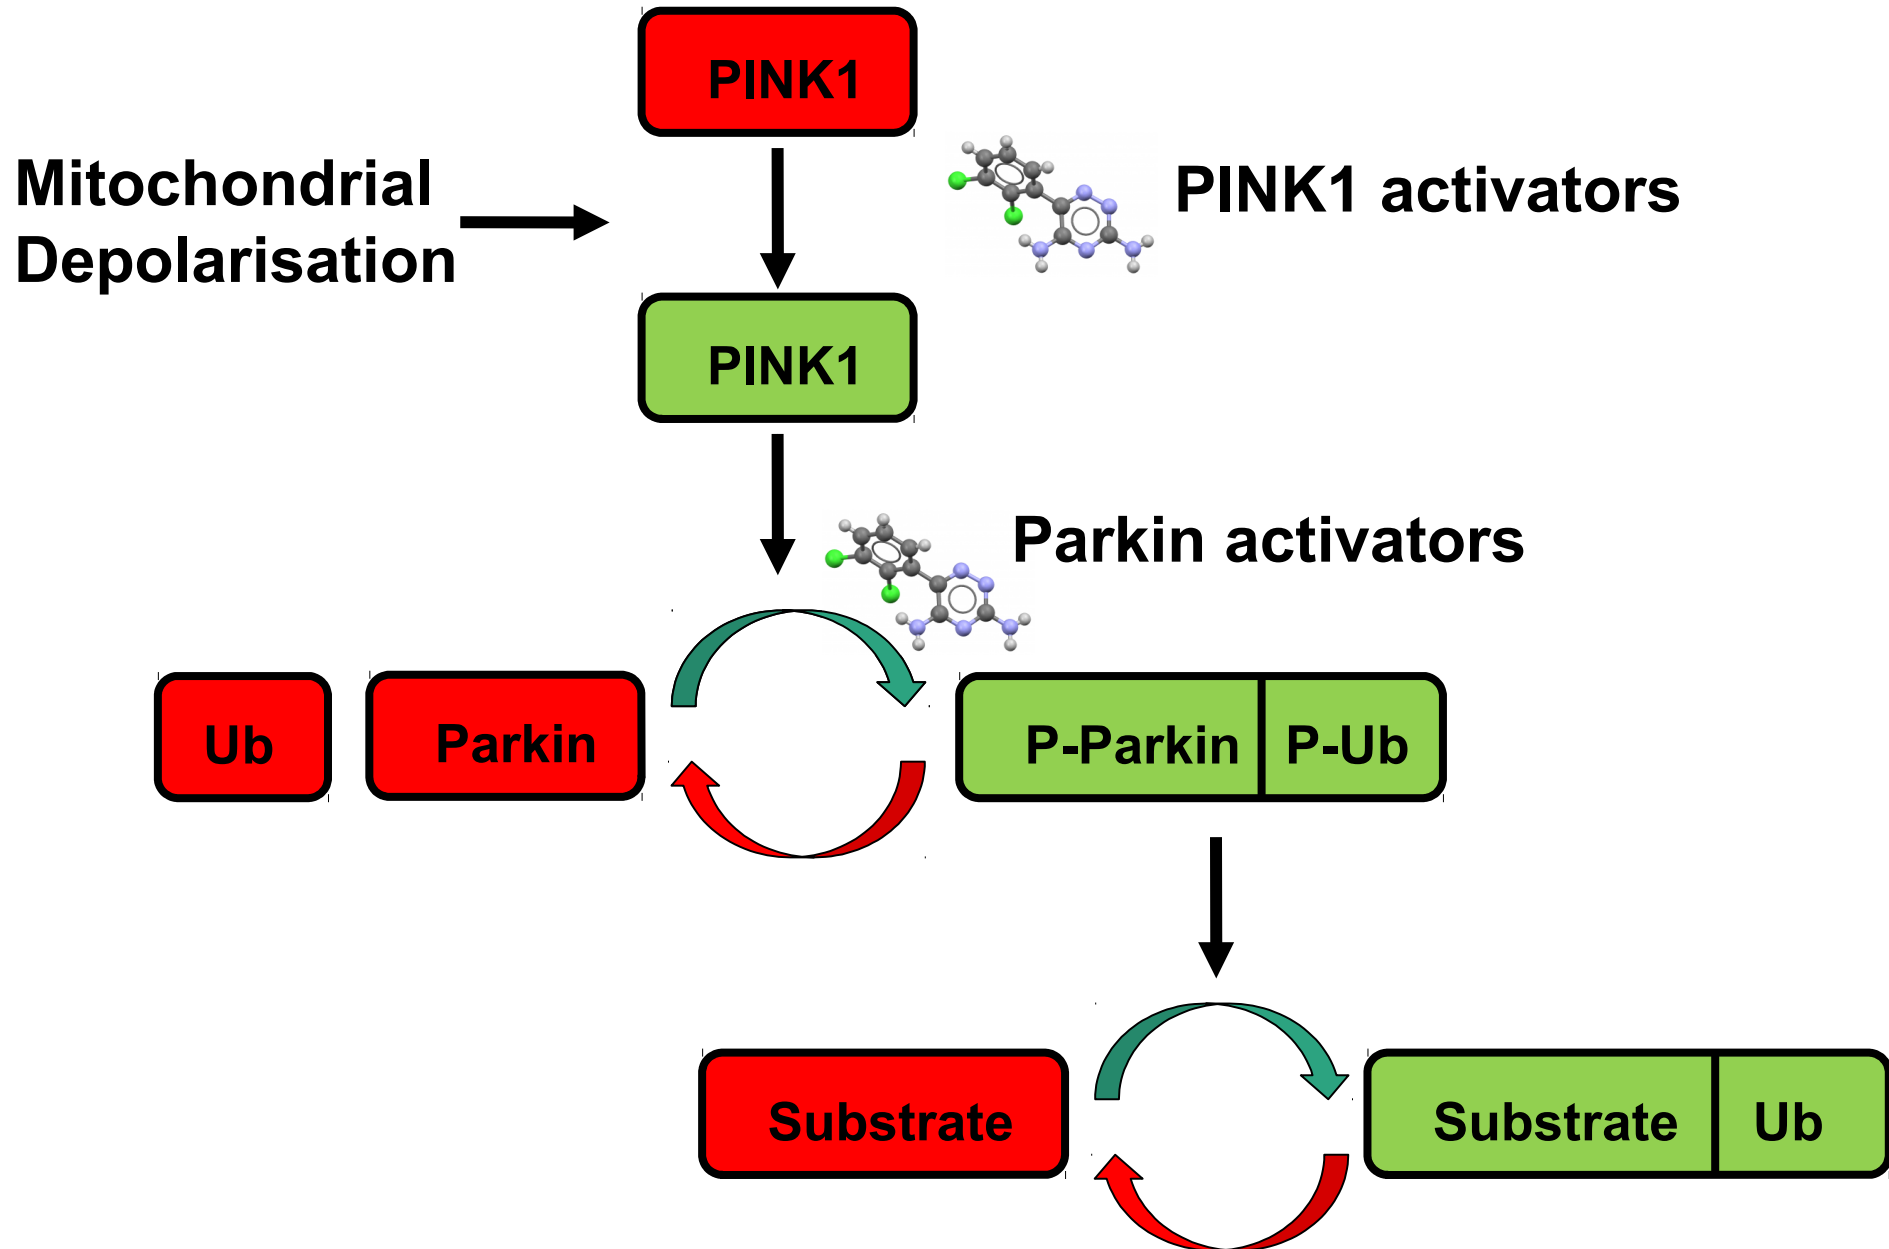 PINK1
Mitochondrial
Depolarisation
PINK1 activators
PINK1
Parkin activators
Ub
Parkin
P-Parkin
P-Ub
Substrate
Substrate
Ub